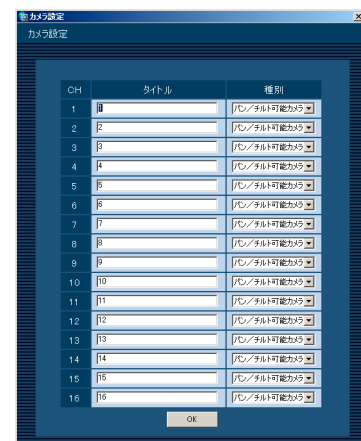 カメラ設定
カメラ設定
CH タイトル 種別
1 1 パン／チルト可能カメラ
2 2 パン／チルト可能カメラ
3 3 パン／チルト可能カメラ
4 4 パン／チルト可能カメラ
5 5 パン／チルト可能カメラ
6 6 パン／チルト可能カメラ
7 7 パン／チルト可能カメラ
8 8 パン／チルト可能カメラ
9 9 パン／チルト可能カメラ
10 10 パン／チルト可能カメラ
11 11 パン／チルト可能カメラ
12 12 パン／チルト可能カメラ
13 13 パン／チルト可能カメラ
14 14 パン／チルト可能カメラ
15 15 パン／チルト可能カメラ
16 16 パン／チルト可能カメラ
OK